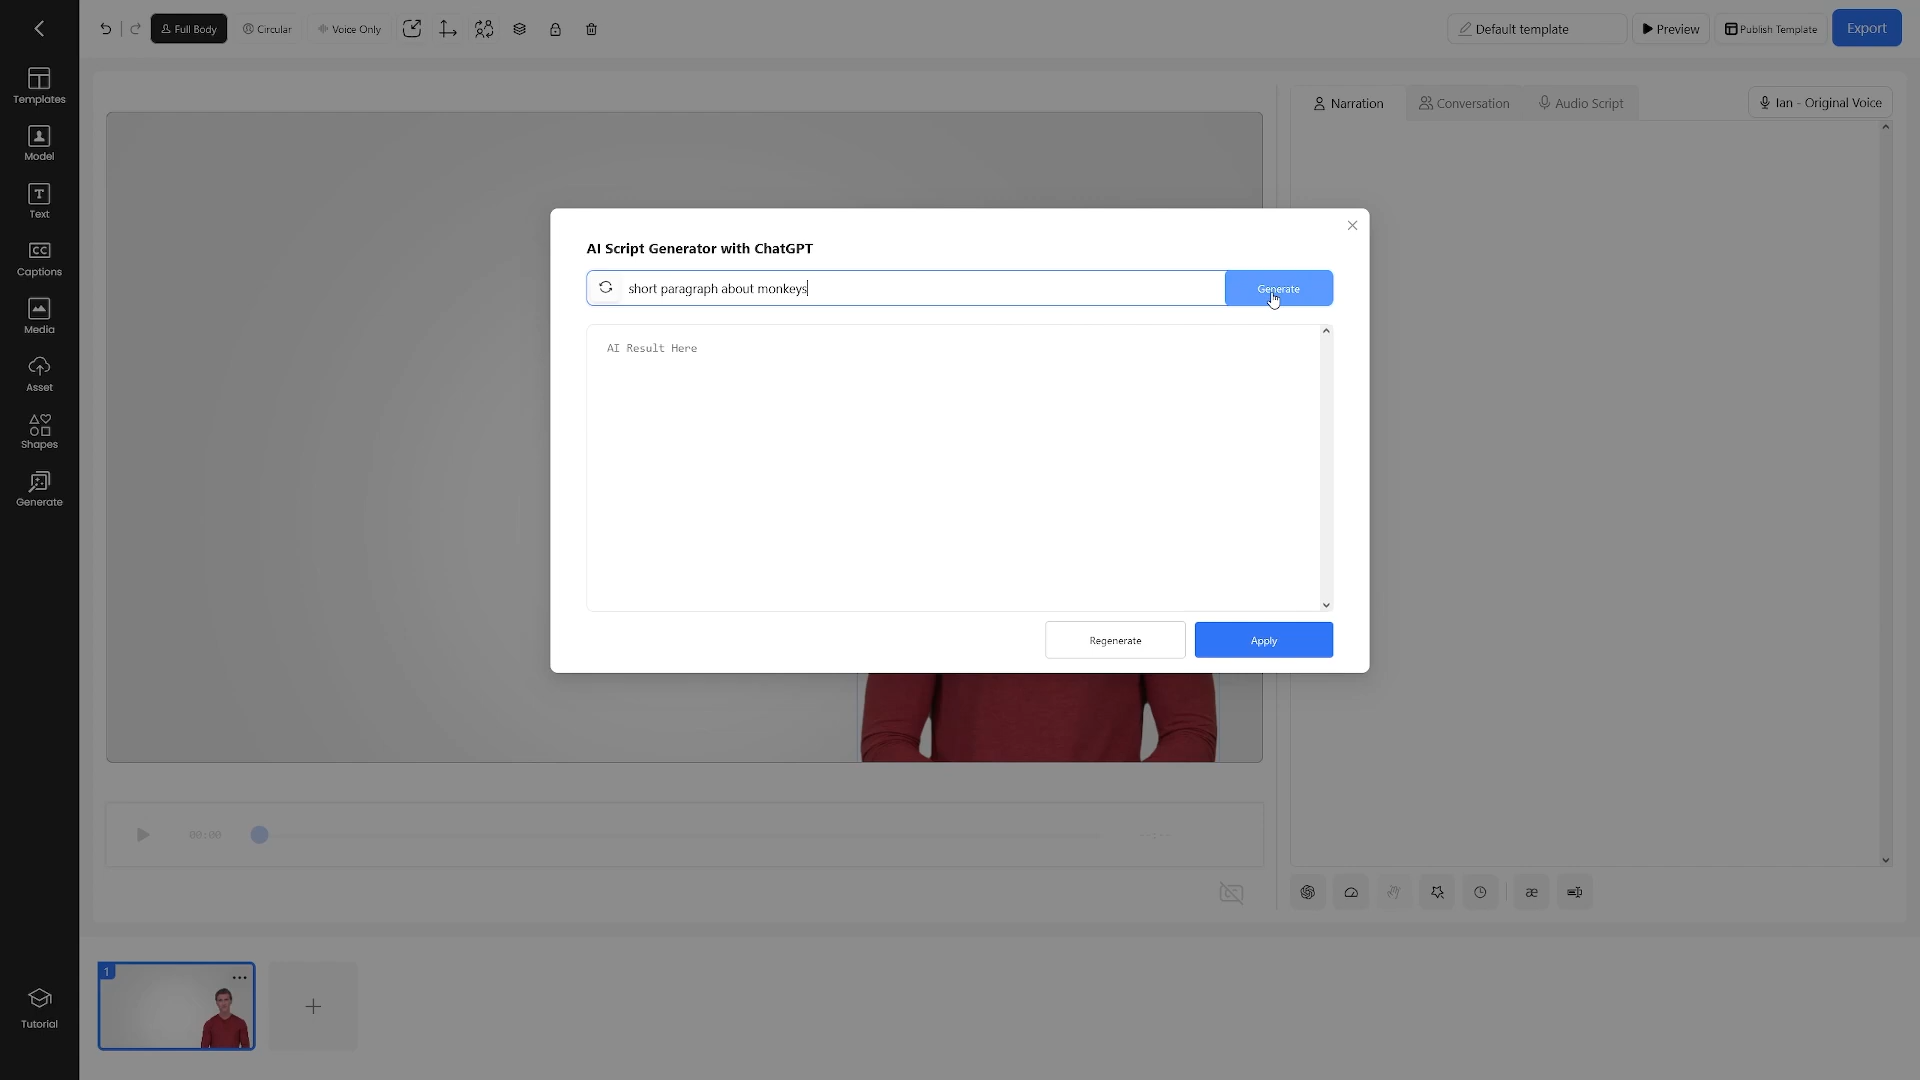 Full Body
Circular
Voice Only
Default template
Preview
Publish Template
Export
Templates
Model
Text
Captions
Media
Asset
Shapes
Generate
Tutorial
Narration
Conversation
Audio Script
Ian - Original Voice
AI Script Generator with ChatGPT
short paragraph about monkeys
Generate
AI Result Here
Regenerate
Apply
00:00
--:--
æ
1